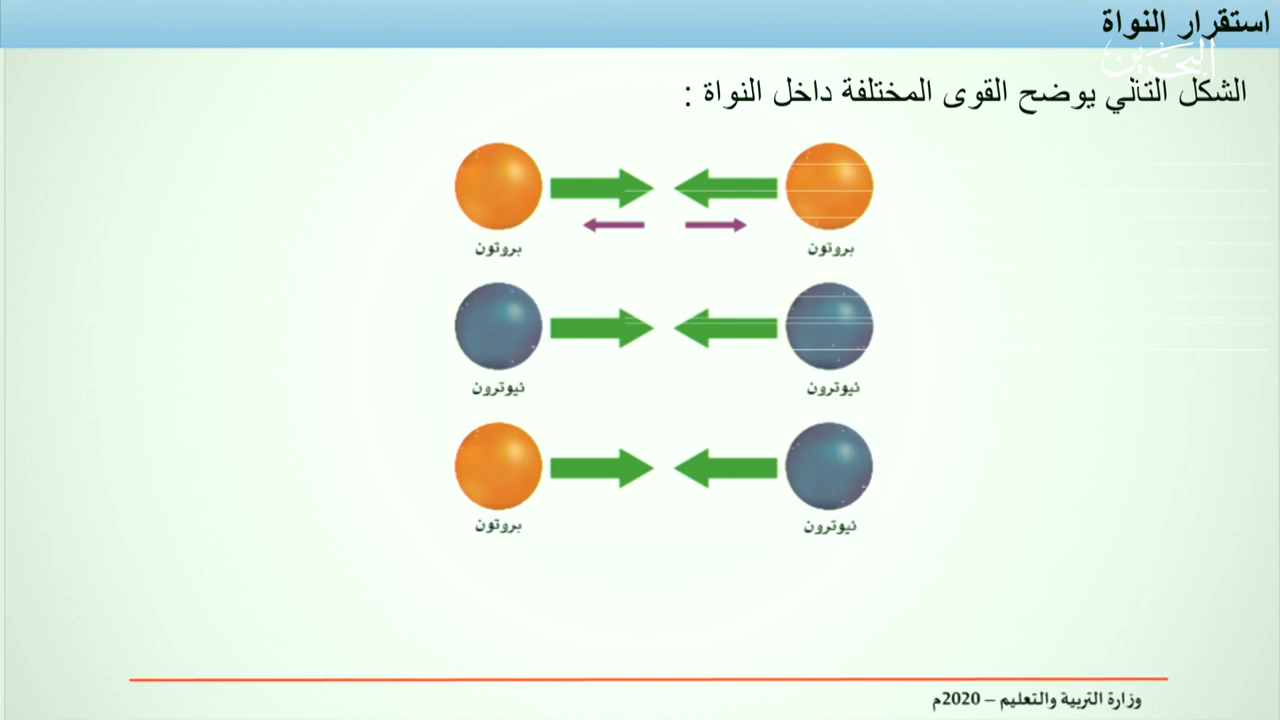 استقرار النواة
البحرين
الشكل التالي يوضح القوى المختلفة داخل النواة :
بروتون
بروتون
نيوترون
نيوترون
بروتون
نيوترون
وزارة التربية والتعليم – 2020م